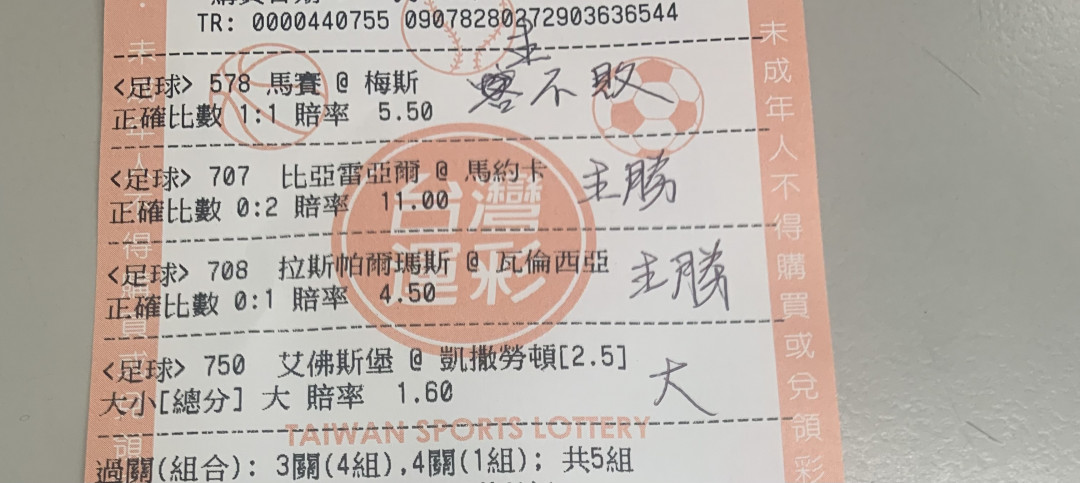 TR: 0000440755 09078280272903636544
<足球> 578 馬賽 @ 梅斯
主
客不敗
正確比數 1:1 賠率 5.50
<足球> 707 比亞雷亞爾 @ 馬約卡
主勝
正確比數 0:2 賠率 11.00
<足球> 708 拉斯帕爾瑪斯 @ 瓦倫西亞
主勝
正確比數 0:1 賠率 4.50
<足球> 750 艾佛斯堡 @ 凱撒勞頓[2.5]
大
大小[總分] 大 賠率 1.60
過關(組合): 3關(4組),4關(1組); 共5組
台灣
運彩
TAIWAN SPORTS LOTTERY
未成年人不得購買或兌領彩